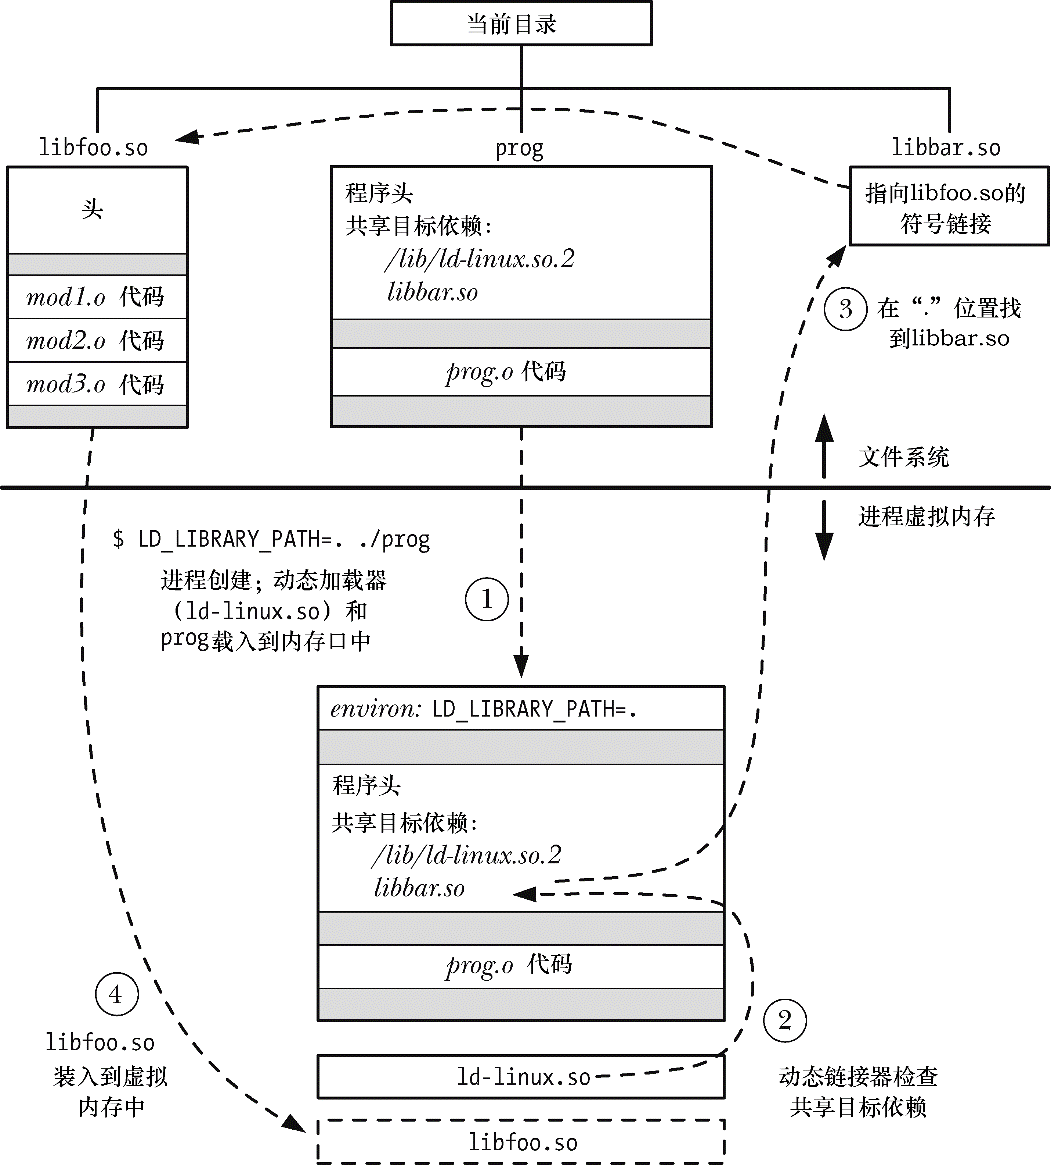 当前目录
libfoo.so
prog
libbar.so
头
mod1.o 代码
mod2.o 代码
mod3.o 代码
程序头
共享目标依赖：
/lib/ld-linux.so.2
libbar.so
prog.o 代码
指向libfoo.so的
符号链接
③ 在“.”位置找
到libbar.so
文件系统
进程虚拟内存
$ LD_LIBRARY_PATH=. ./prog
进程创建；动态加载器
(ld-linux.so) 和
prog载入到内存口中
①
environ: LD_LIBRARY_PATH=.
程序头
共享目标依赖：
/lib/ld-linux.so.2
libbar.so
prog.o 代码
④
libfoo.so
装入到虚拟
内存中
②
动态链接器检查
共享目标依赖
ld-linux.so
libfoo.so